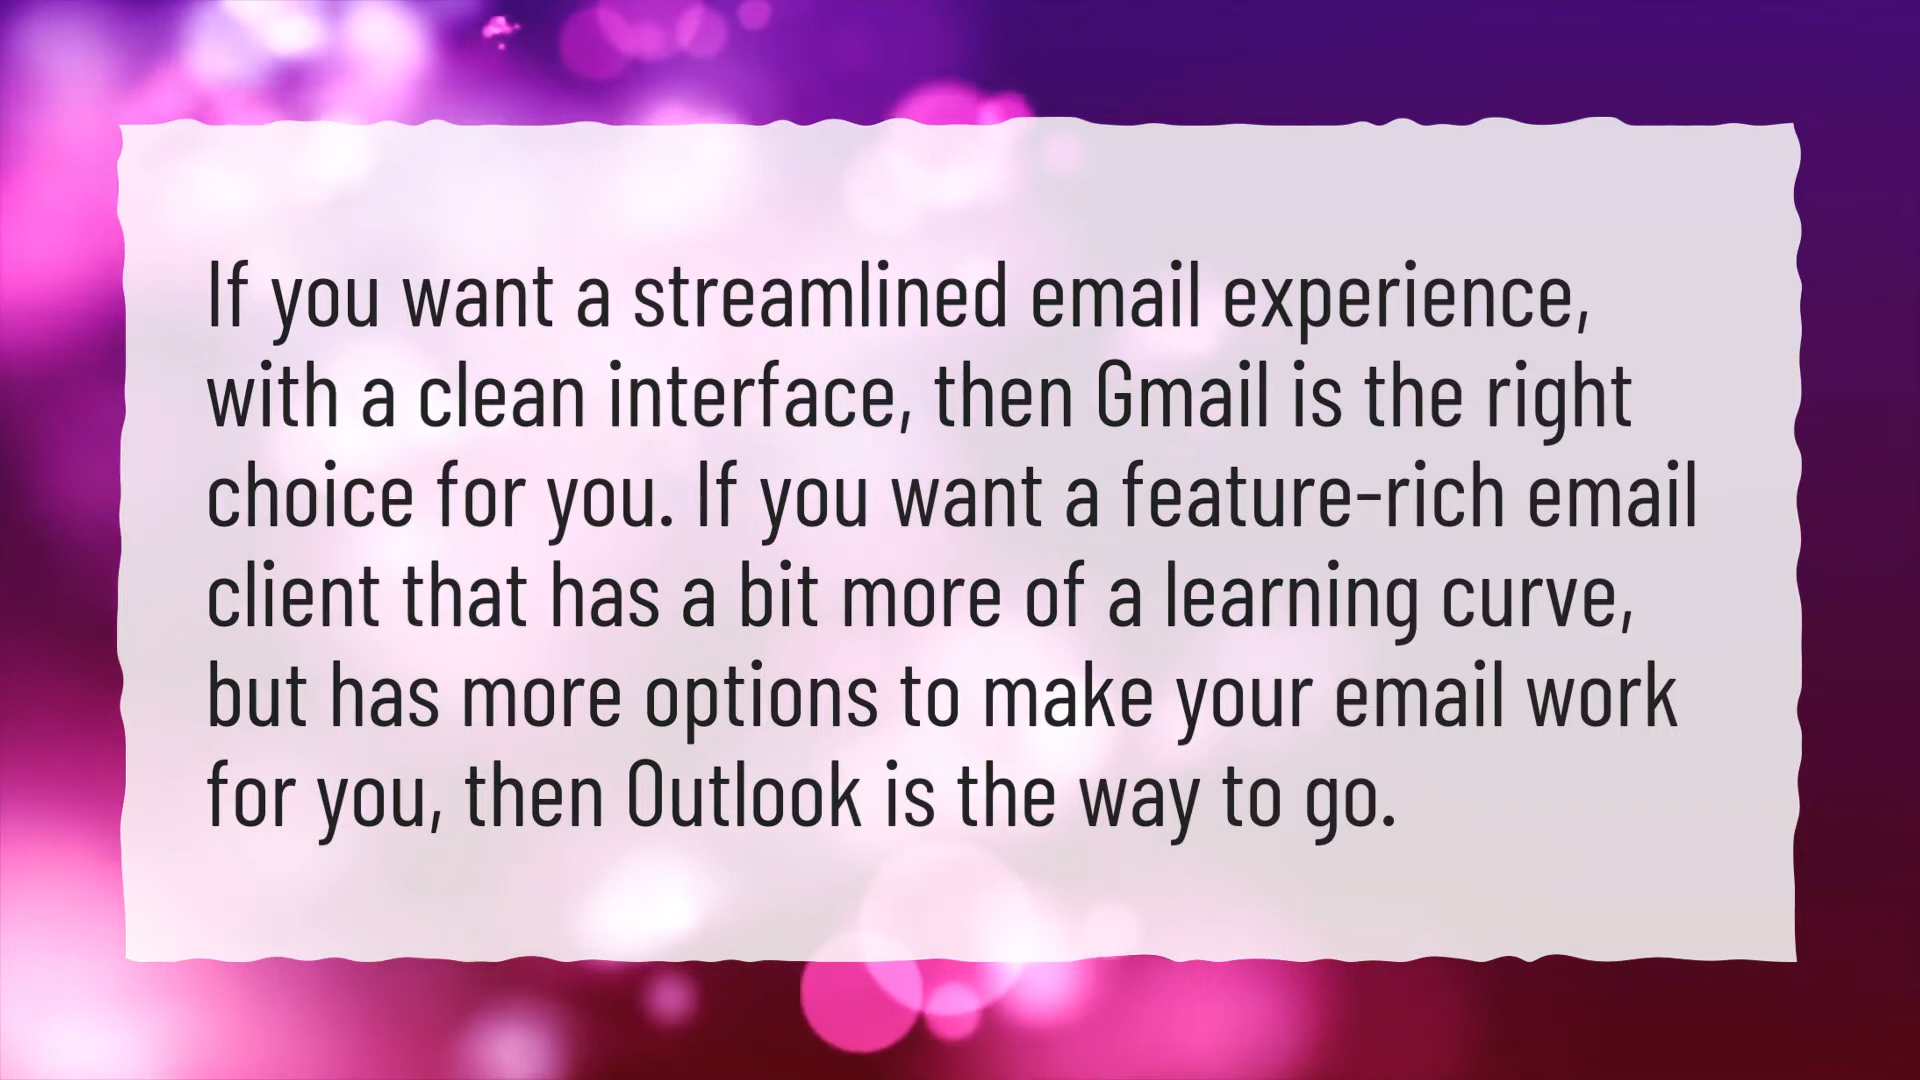 If you want a streamlined email experience,
with a clean interface, then Gmail is the right
choice for you. If you want a feature-rich email
client that has a bit more of a learning curve,
but has more options to make your email work
for you, then Outlook is the way to go.